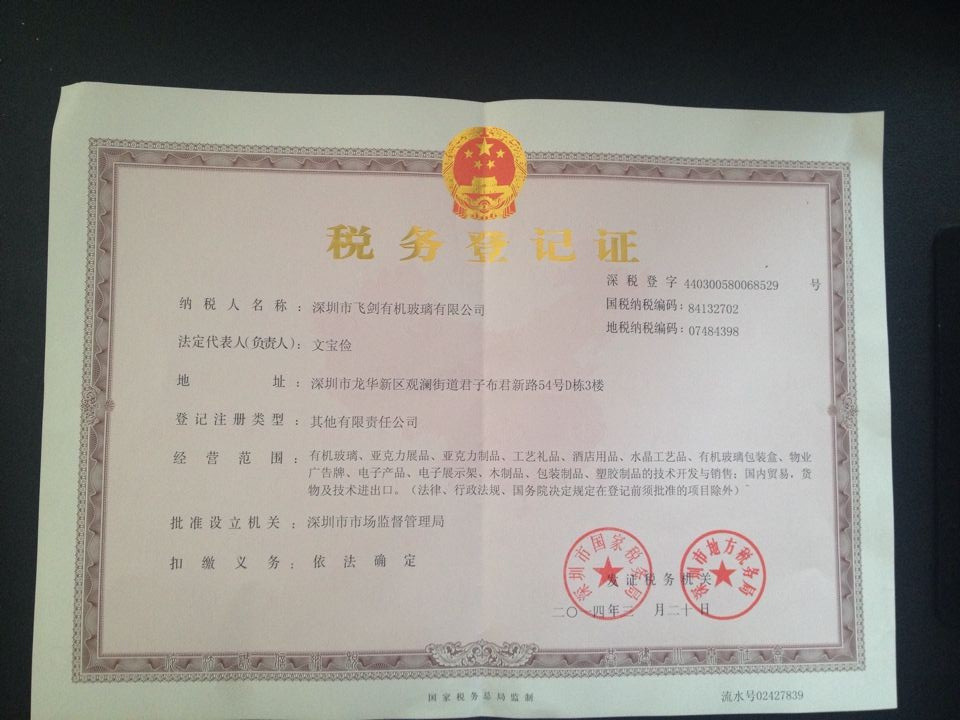 税务登记证
深税登字 440300580068529 号
国税纳税编码：84132702
地税纳税编码：07484398
纳税人名称：深圳市飞剑有机玻璃有限公司
法定代表人(负责人)：文宝俭
地址：深圳市龙华新区观澜街道君子布君新路54号D栋3楼
登记注册类型：其他有限责任公司
经营范围：有机玻璃、亚克力展品、亚克力制品、工艺礼品、酒店用品、水晶工艺品、有机玻璃包装盒、物业
广告牌、电子产品、电子展示架、木制品、包装制品、塑胶制品的技术开发与销售；国内贸易，货
物及技术进出口。（法律、行政法规、国务院决定规定在登记前须批准的项目除外）
批准设立机关：深圳市市场监督管理局
扣缴义务：依法确定
深圳市国家税务局
深圳市地方税务局
发证税务机关
二〇一四年三月二十日
国家税务总局监制
流水号02427839